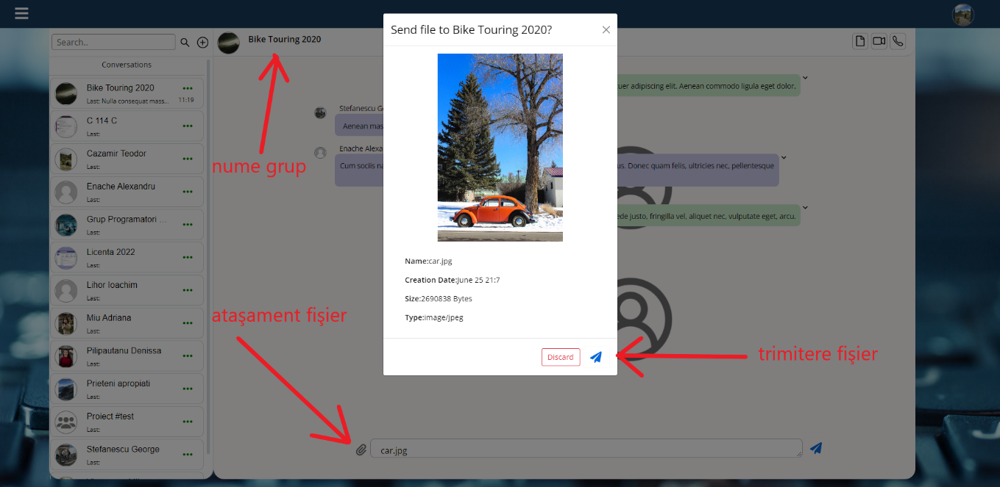 Search..
Conversations
Bike Touring 2020
Last: Nulla consequat mass...
11:19
C 114 C
Last:
Cazamir Teodor
Last:
Enache Alexandru
Last:
Grup Programatori ...
Last:
Licenta 2022
Last:
Lihor Ioachim
Last:
Miu Adriana
Last:
Pilipautanu Denissa
Last:
Prieteni apropiati
Last:
Proiect #test
Last:
Stefanescu George
Last:
Bike Touring 2020
nume grup
uer adipiscing elit. Aenean commodo ligula eget dolor.
Stefanescu Ge
Aenean mas
Enache Alexa
Cum sociis na
us. Donec quam felis, ultricies nec, pellentesque
ede justo, fringilla vel, aliquet nec, vulputate eget, arcu.
Send file to Bike Touring 2020?
Name:car.jpg
Creation Date:June 25 21:7
Size:2690838 Bytes
Type:image/jpeg
Discard
atașament fișier
trimitere fișier
car.jpg